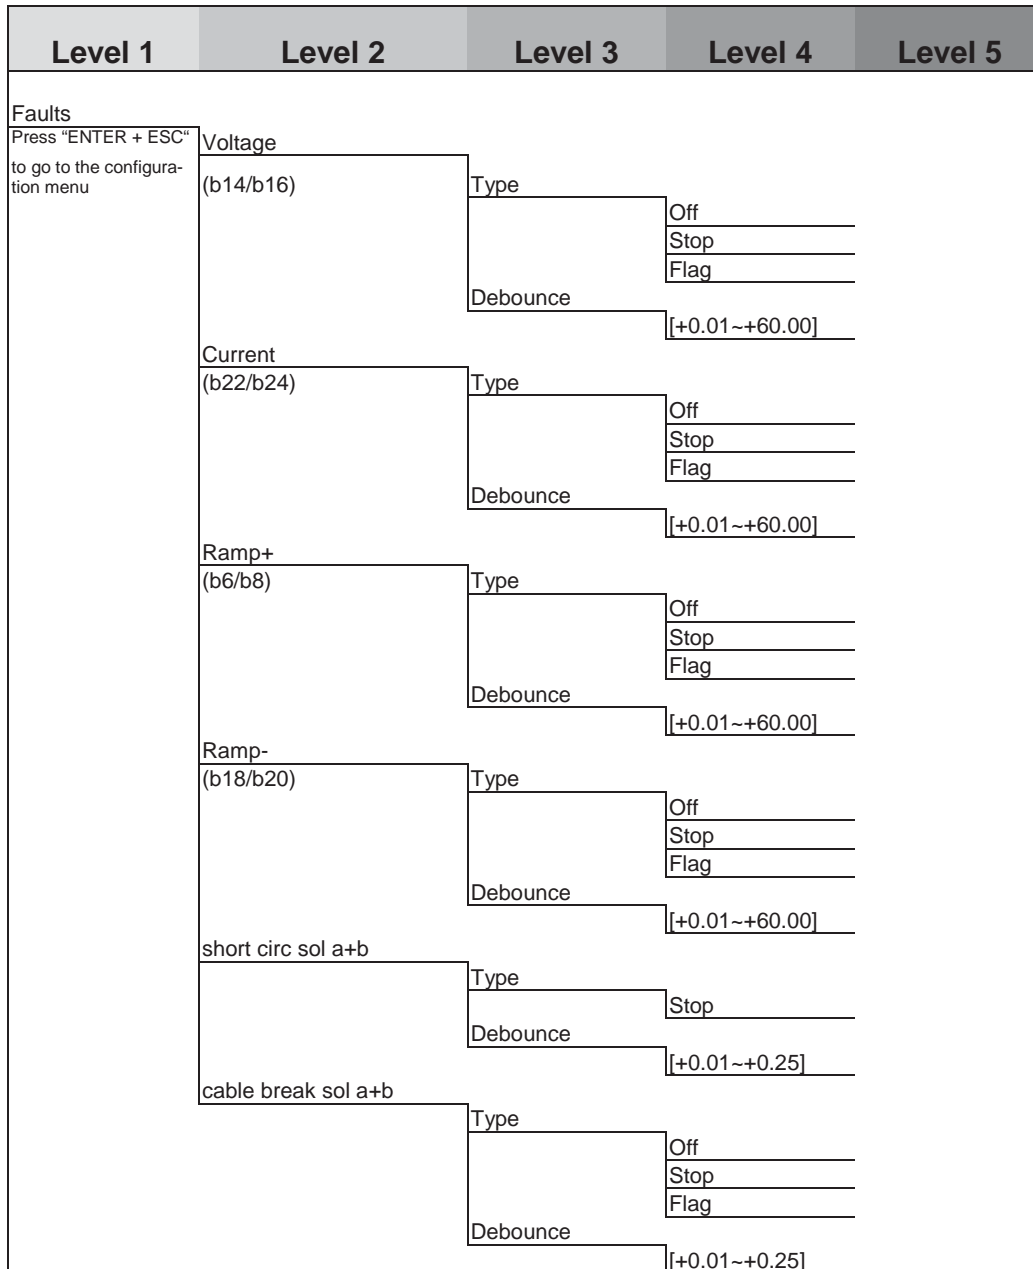 Level 1 Level 2 Level 3 Level 4 Level 5
Faults
Press “ENTER + ESC“
to go to the configura-
tion menu
Voltage
(b14/b16)
Type
Off
Stop
Flag
Debounce
[+0.01~+60.00]
Current
(b22/b24)
Type
Off
Stop
Flag
Debounce
[+0.01~+60.00]
Ramp+
(b6/b8)
Type
Off
Stop
Flag
Debounce
[+0.01~+60.00]
Ramp-
(b18/b20)
Type
Off
Stop
Flag
Debounce
[+0.01~+60.00]
short circ sol a+b
Type
Stop
Debounce
[+0.01~+0.25]
cable break sol a+b
Type
Off
Stop
Flag
Debounce
[+0.01~+0.25]